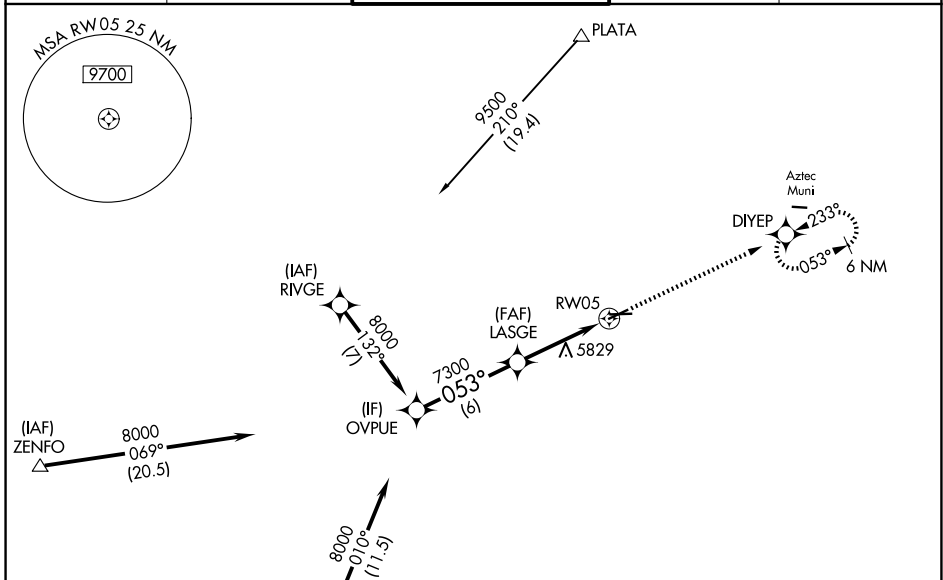 MSA RW05 25 NM
9700
PLATA
9500
210°
(19.4)
Aztec
Muni
DIYEP
233°
053°
6 NM
(IAF)
RIVGE
8000
132°
(7)
RW05
(FAF)
LASGE
5829
7300
053°
(6)
(IF)
OVPUE
(IAF)
ZENFO
8000
069°
(20.5)
8000
010°
(11.5)